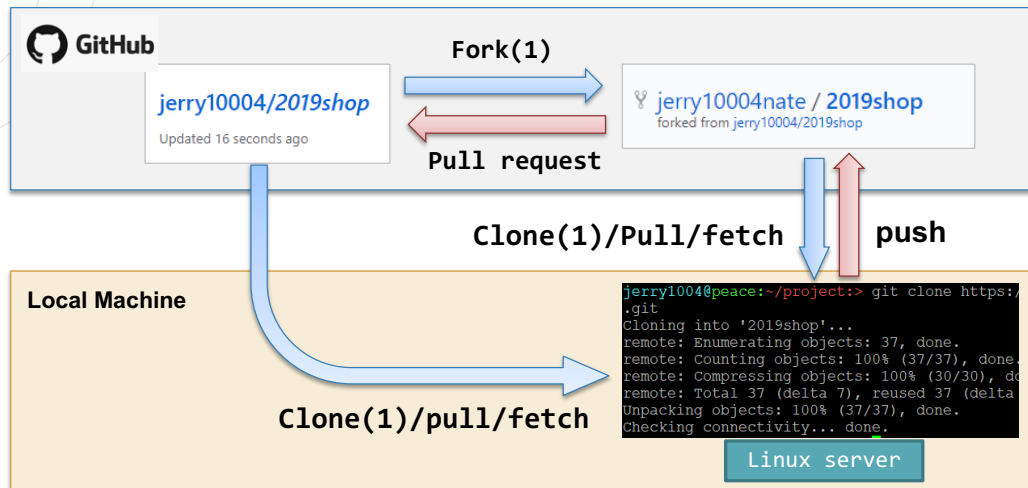 GitHub
Fork(1)
jerry10004/2019shop
Updated 16 seconds ago
jerry10004nate / 2019shop
forked from jerry10004/2019shop
Pull request
Clone(1)/Pull/fetch
push
Local Machine
jerry1004@peace:~/project:> git clone https:/
.git
Cloning into '2019shop'...
remote: Enumerating objects: 37, done.
remote: Counting objects: 100% (37/37), done.
remote: Compressing objects: 100% (30/30), do
remote: Total 37 (delta 7), reused 37 (delta
Unpacking objects: 100% (37/37), done.
Checking connectivity... done.
Clone(1)/pull/fetch
Linux server